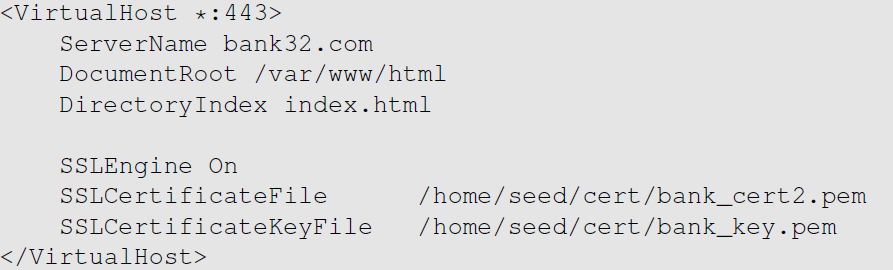 <VirtualHost *:443>
    ServerName bank32.com
    DocumentRoot /var/www/html
    DirectoryIndex index.html

    SSLEngine On
    SSLCertificateFile      /home/seed/cert/bank_cert2.pem
    SSLCertificateKeyFile   /home/seed/cert/bank_key.pem
</VirtualHost>